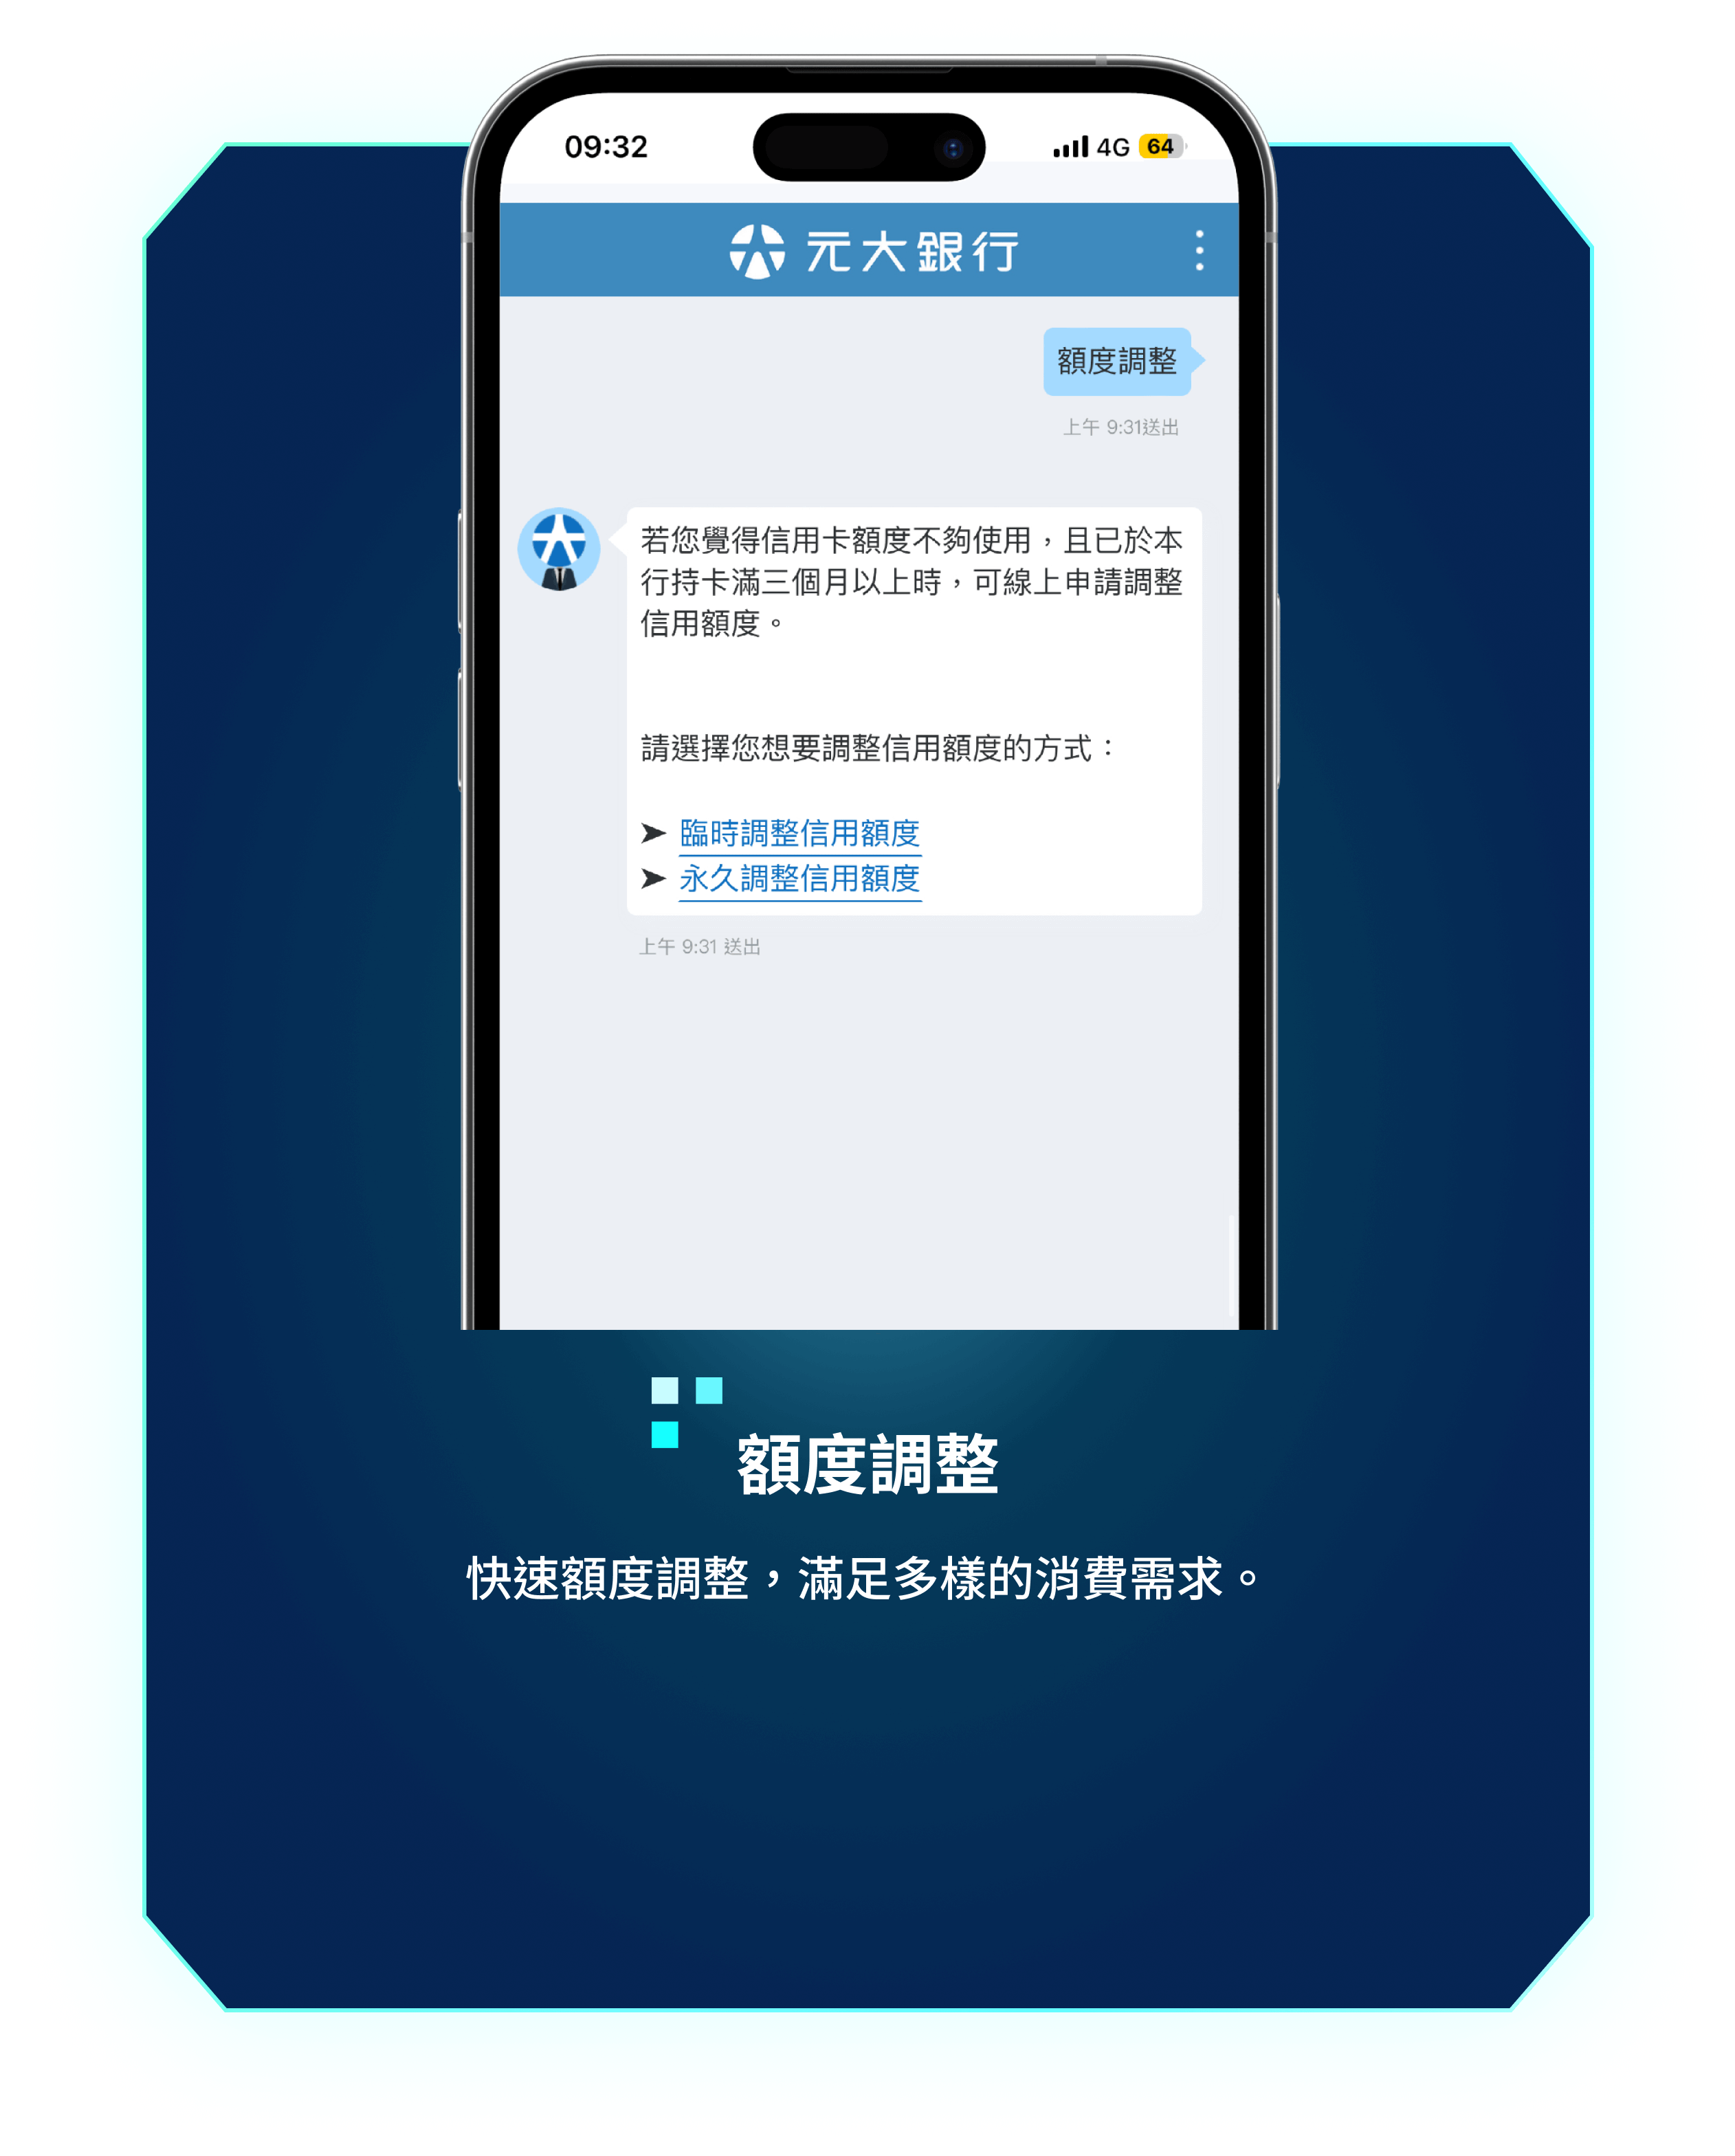 09:32
4G 64
元大銀行
額度調整
上午 9:31送出
若您覺得信用卡額度不夠使用，且已於本
行持卡滿三個月以上時，可線上申請調整
信用額度。
請選擇您想要調整信用額度的方式：
➤ 臨時調整信用額度
➤ 永久調整信用額度
上午 9:31 送出
額度調整
快速額度調整，滿足多樣的消費需求。